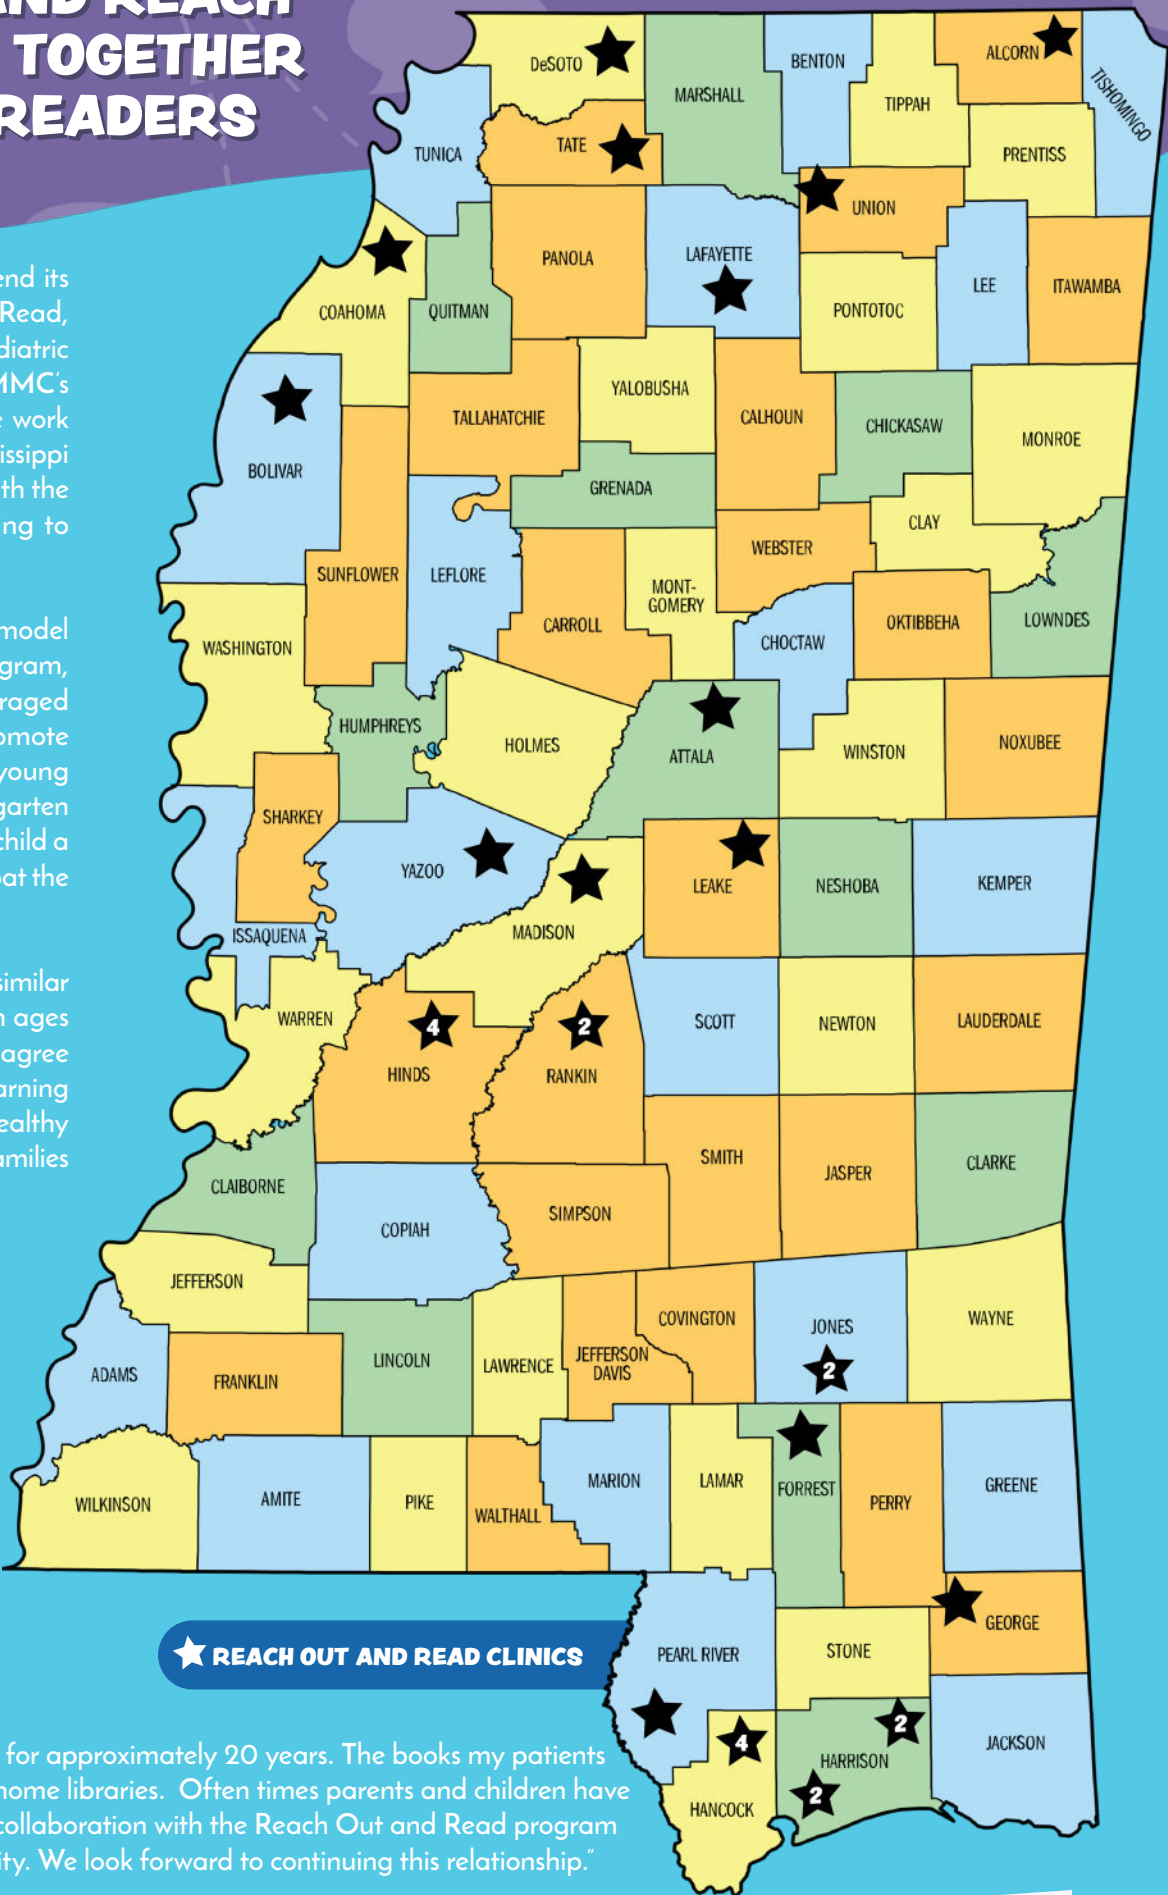 AND REACH
TOGETHER
READERS
end its
Read,
diatric
MMC's
work
issippi
th the
ing to
model
gram,
raged
omote
young
garten
child a
at the
similar
ages
agree
arning
ealthy
amilies
DeSOTO
MARSHALL
BENTON
TIPPAH
ALCORN
TISHOMINGO
TUNICA
TATE
PRENTISS
UNION
COAHOMA
QUITMAN
PANOLA
LAFAYETTE
PONTOTOC
LEE
ITAWAMBA
BOLIVAR
TALLAHATCHIE
YALOBUSHA
CALHOUN
CHICKASAW
MONROE
GRENADA
CLAY
SUNFLOWER
LEFLORE
WEBSTER
MONT-
GOMERY
CARROLL
CHOCTAW
OKTIBBEHA
LOWNDES
WASHINGTON
HUMPHREYS
HOLMES
ATTALA
WINSTON
NOXUBEE
SHARKEY
YAZOO
LEAKE
NESHOBA
KEMPER
ISSAQUENA
MADISON
WARREN
4
HINDS
2
RANKIN
SCOTT
NEWTON
LAUDERDALE
CLAIBORNE
COPIAH
SIMPSON
SMITH
JASPER
CLARKE
JEFFERSON
ADAMS
FRANKLIN
LINCOLN
LAWRENCE
JEFFERSON
DAVIS
COVINGTON
JONES
2
WAYNE
WILKINSON
AMITE
PIKE
WALTHALL
MARION
LAMAR
FORREST
PERRY
GREENE
GEORGE
REACH OUT AND READ CLINICS
PEARL RIVER
STONE
4
HANCOCK
2
HARRISON
2
JACKSON
for approximately 20 years. The books my patients
home libraries. Often times parents and children have
collaboration with the Reach Out and Read program
ity. We look forward to continuing this relationship."